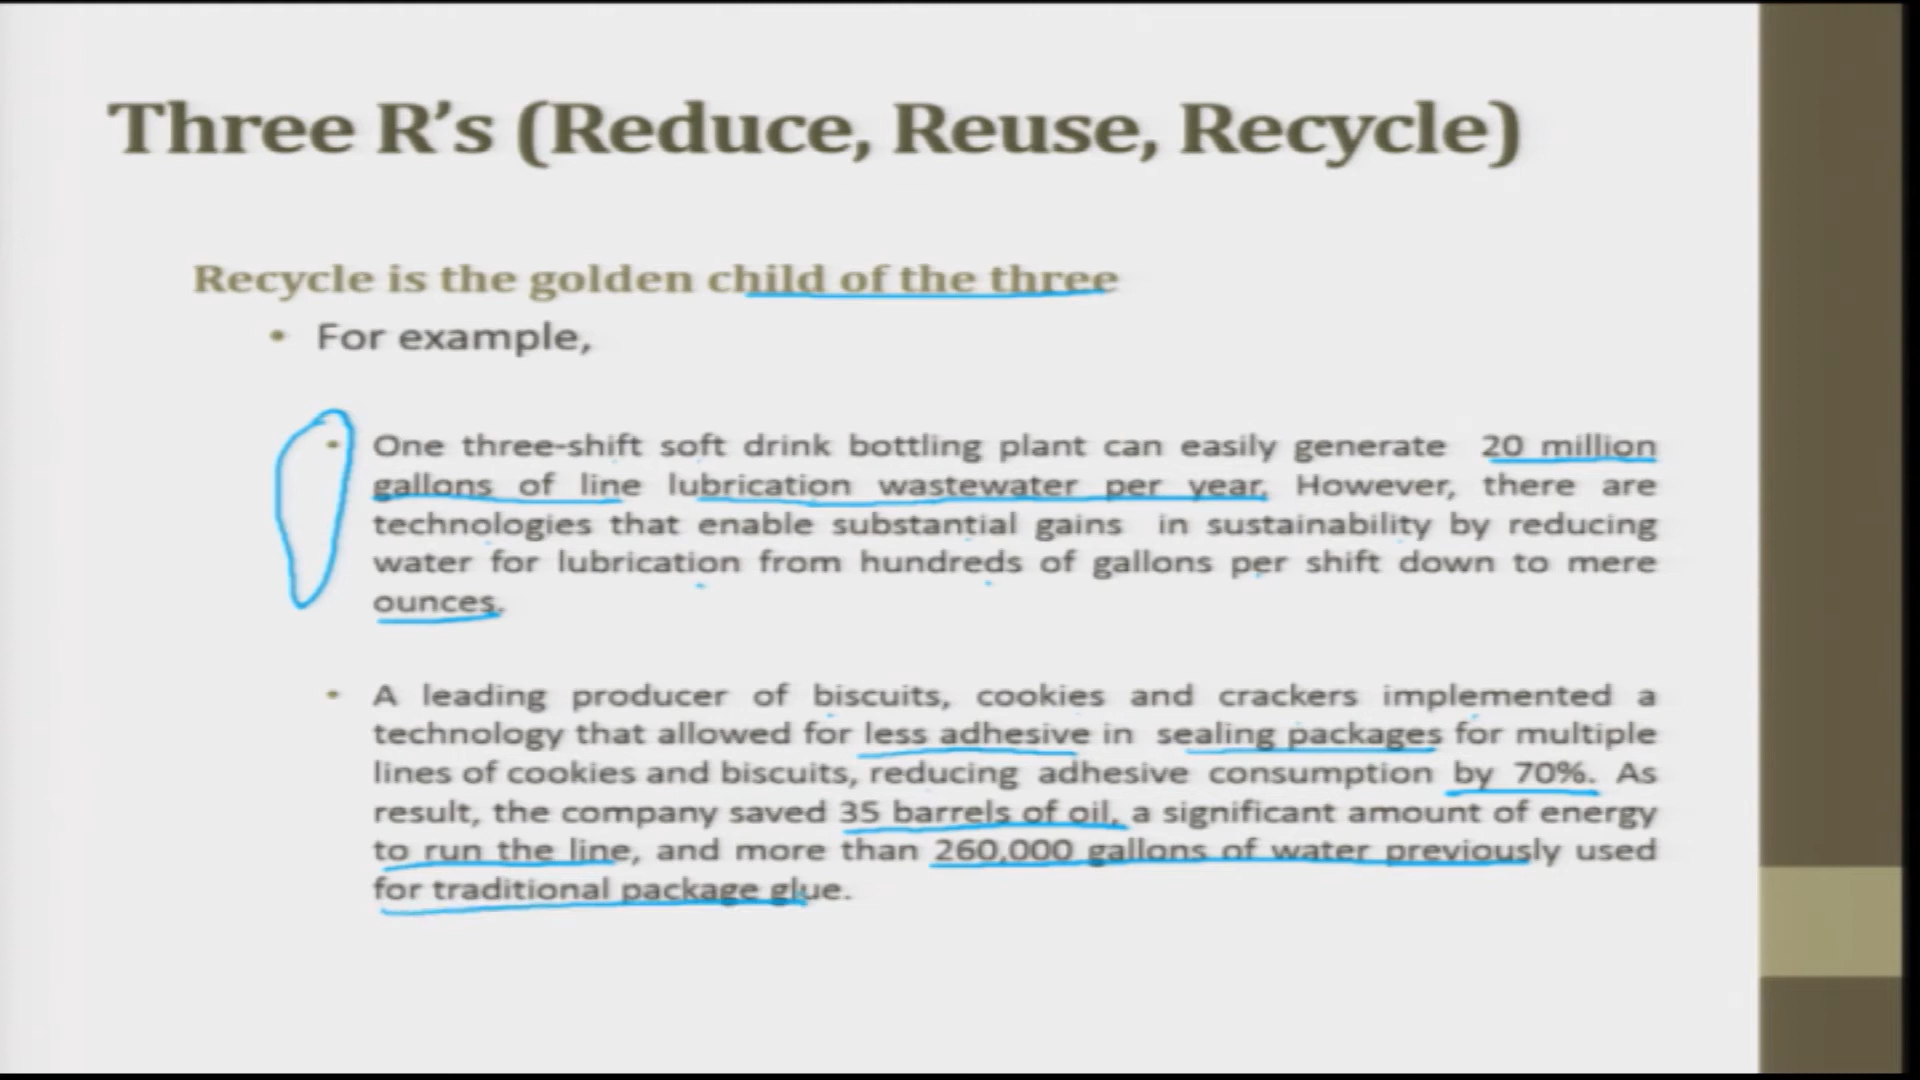 Three R's (Reduce, Reuse, Recycle)
Recycle is the golden child of the three
• For example,
• One three-shift soft drink bottling plant can easily generate 20 million
gallons of line lubrication wastewater per year. However, there are
technologies that enable substantial gains in sustainability by reducing
water for lubrication from hundreds of gallons per shift down to mere
ounces.
• A leading producer of biscuits, cookies and crackers implemented a
technology that allowed for less adhesive in sealing packages for multiple
lines of cookies and biscuits, reducing adhesive consumption by 70%. As
result, the company saved 35 barrels of oil, a significant amount of energy
to run the line, and more than 260,000 gallons of water previously used
for traditional package glue.